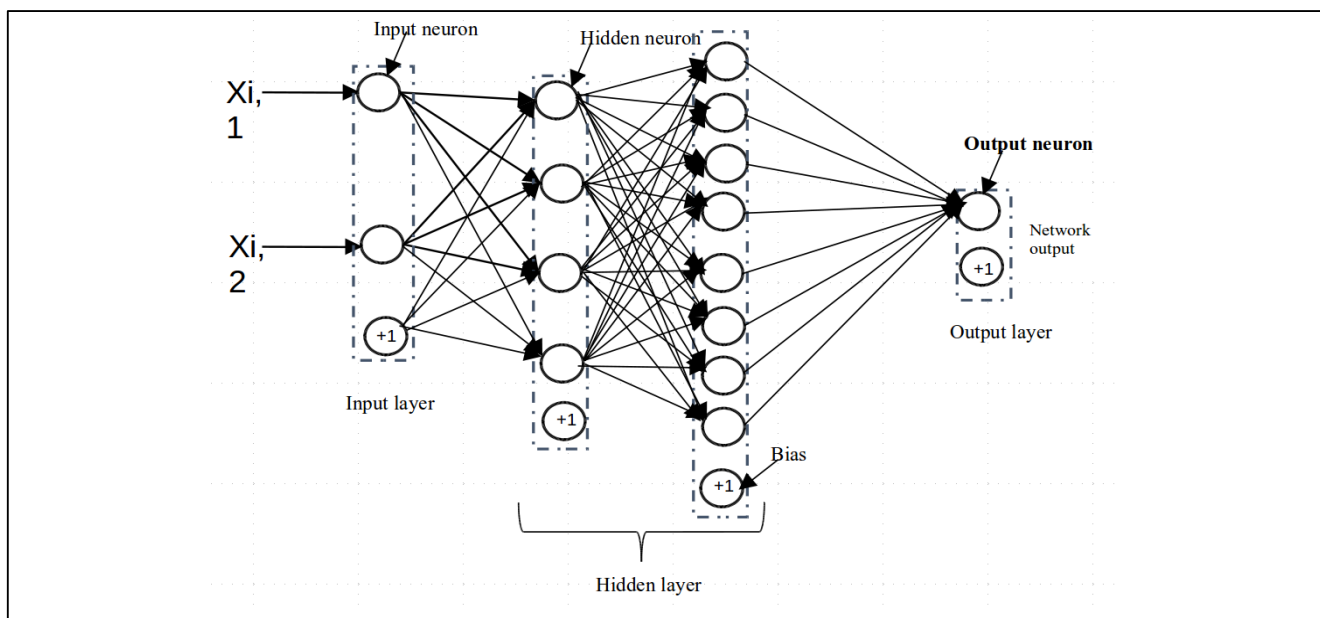 Input neuron
Hidden neuron
Xi,
1
Output neuron
Xi,
2
Network
output
+1
+1
Output layer
Input layer
+1
Bias
+1
Hidden layer